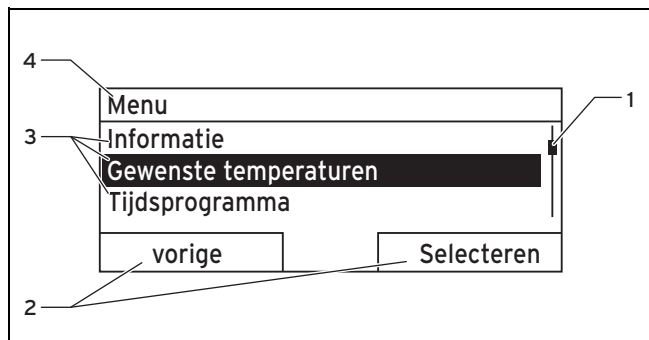 4
Menu
1
3
Informatie
Gewenste temperaturen
Tijdsprogramma
vorige
Selecteren
2